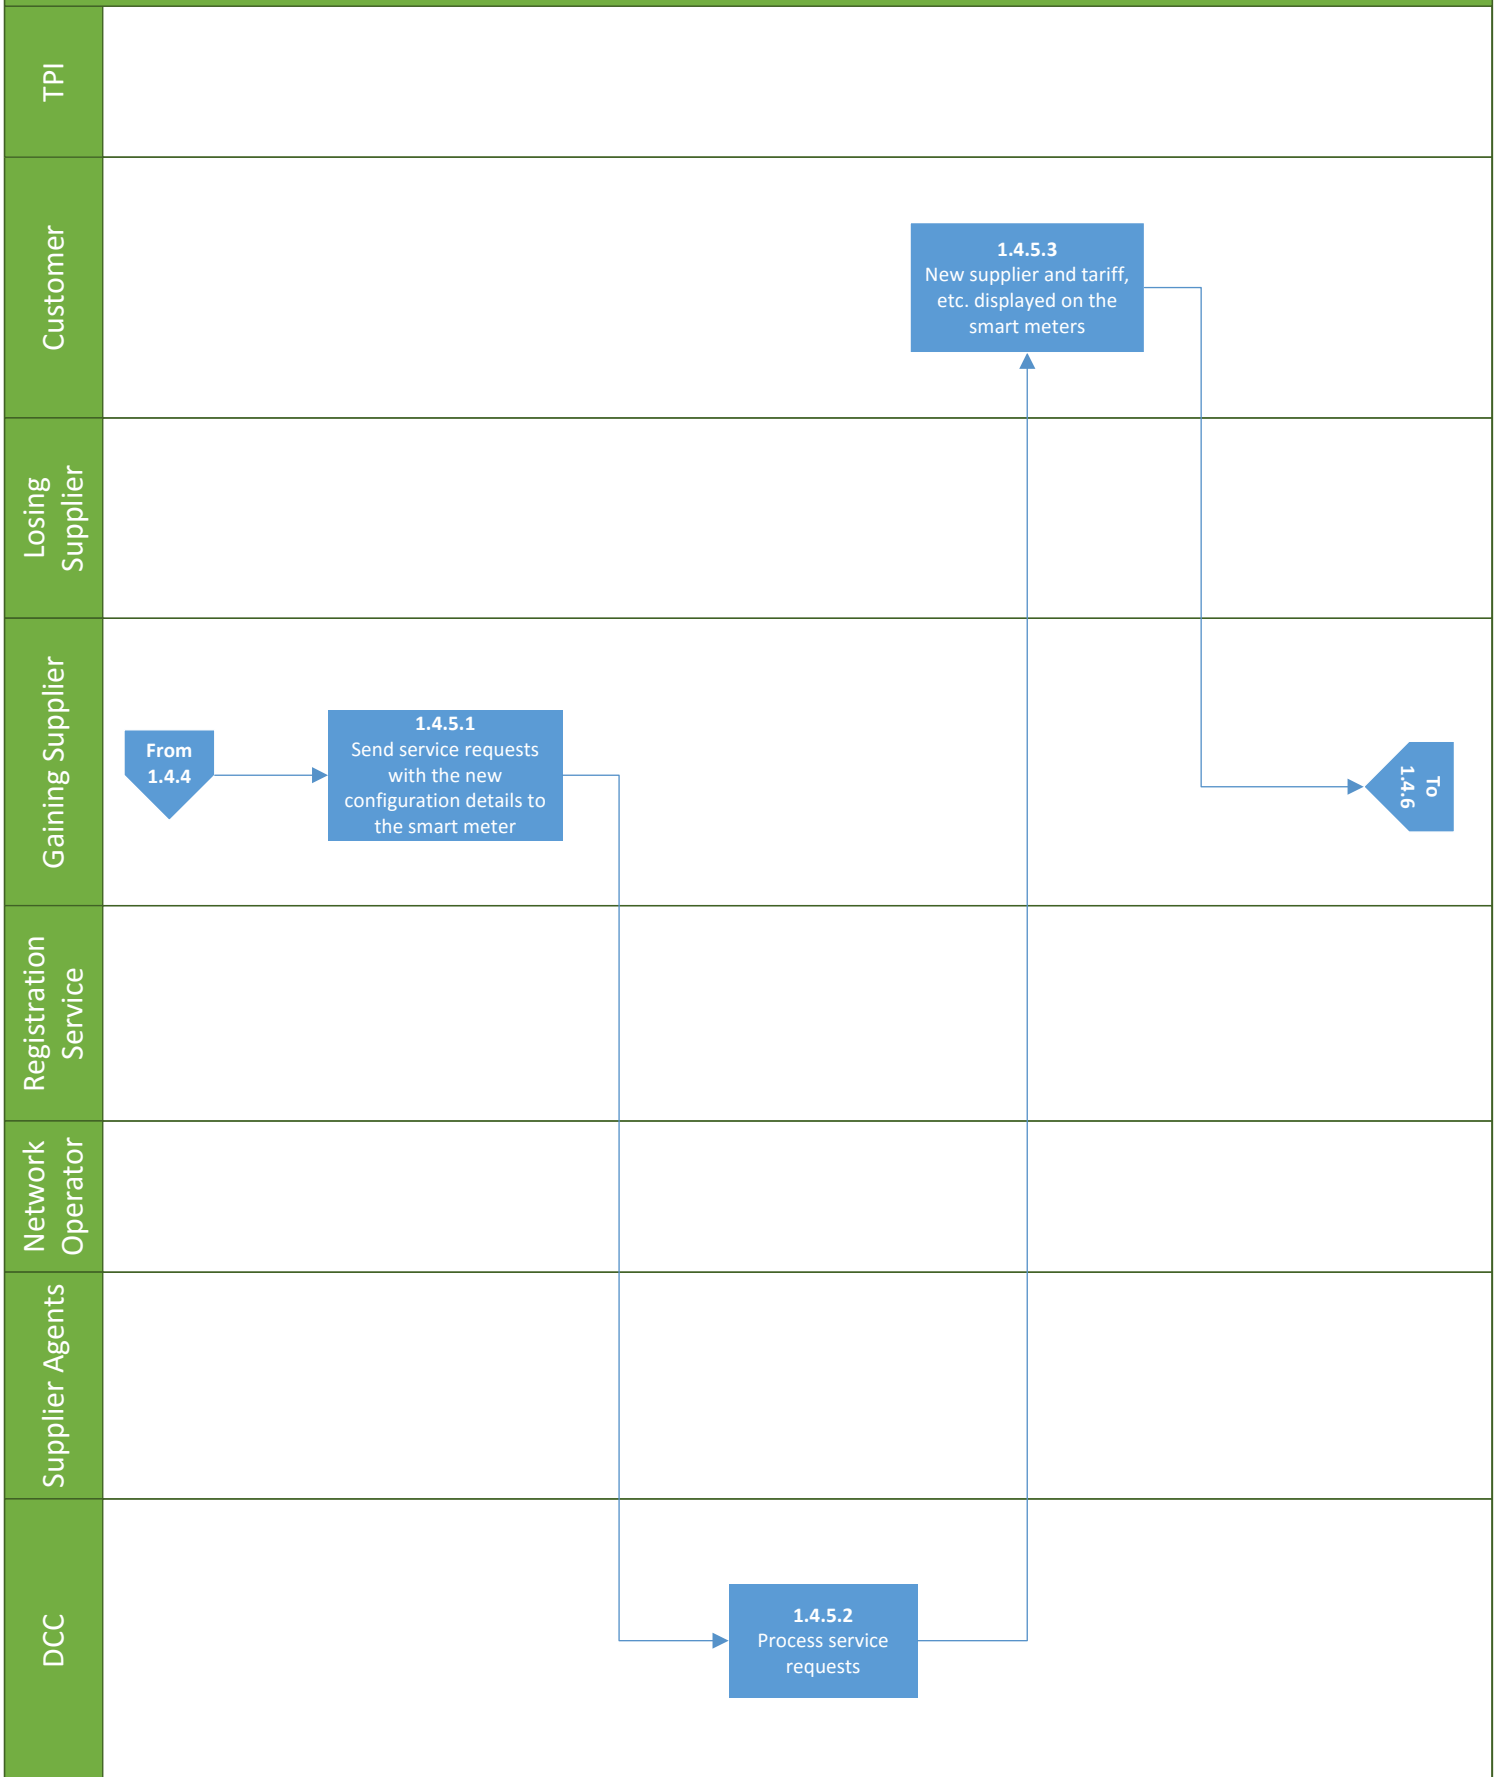 TPI
Customer
1.4.5.3
New supplier and tariff,
etc. displayed on the
smart meters
Losing
Supplier
Gaining Supplier
From
1.4.4
1.4.5.1
Send service requests
with the new
configuration details to
the smart meter
To
1.4.6
Registration
Service
Network
Operator
Supplier Agents
DCC
1.4.5.2
Process service
requests